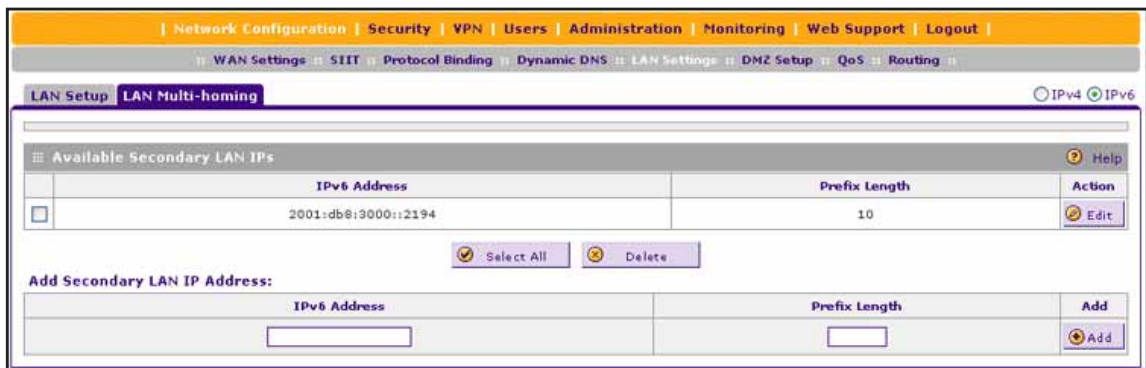 | Network Configuration | Security | VPN | Users | Administration | Monitoring | Web Support | Logout |
:: WAN Settings :: SIIT :: Protocol Binding :: Dynamic DNS :: LAN Settings :: DMZ Setup :: QoS :: Routing ::
LAN Setup LAN Multi-homing IPv4 IPv6
Available Secondary LAN IPs Help
IPv6 Address Prefix Length Action
2001:db8:3000::2194 10 Edit
Select All Delete
Add Secondary LAN IP Address:
IPv6 Address Prefix Length Add
Add